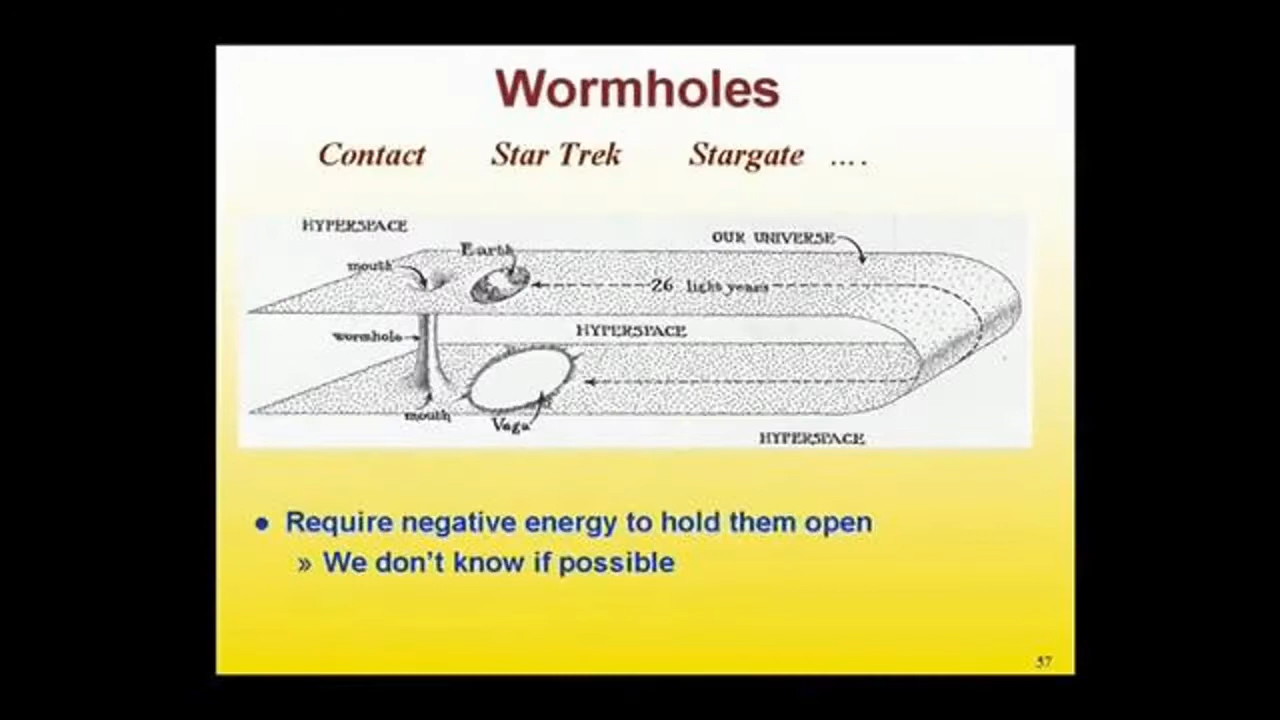 Wormholes
Contact Star Trek Stargate ....
HYPERSPACE
OUR UNIVERSE
Earth
mouth
26 light years
HYPERSPACE
wormhole
mouth
Vega
HYPERSPACE
● Require negative energy to hold them open
» We don't know if possible
57